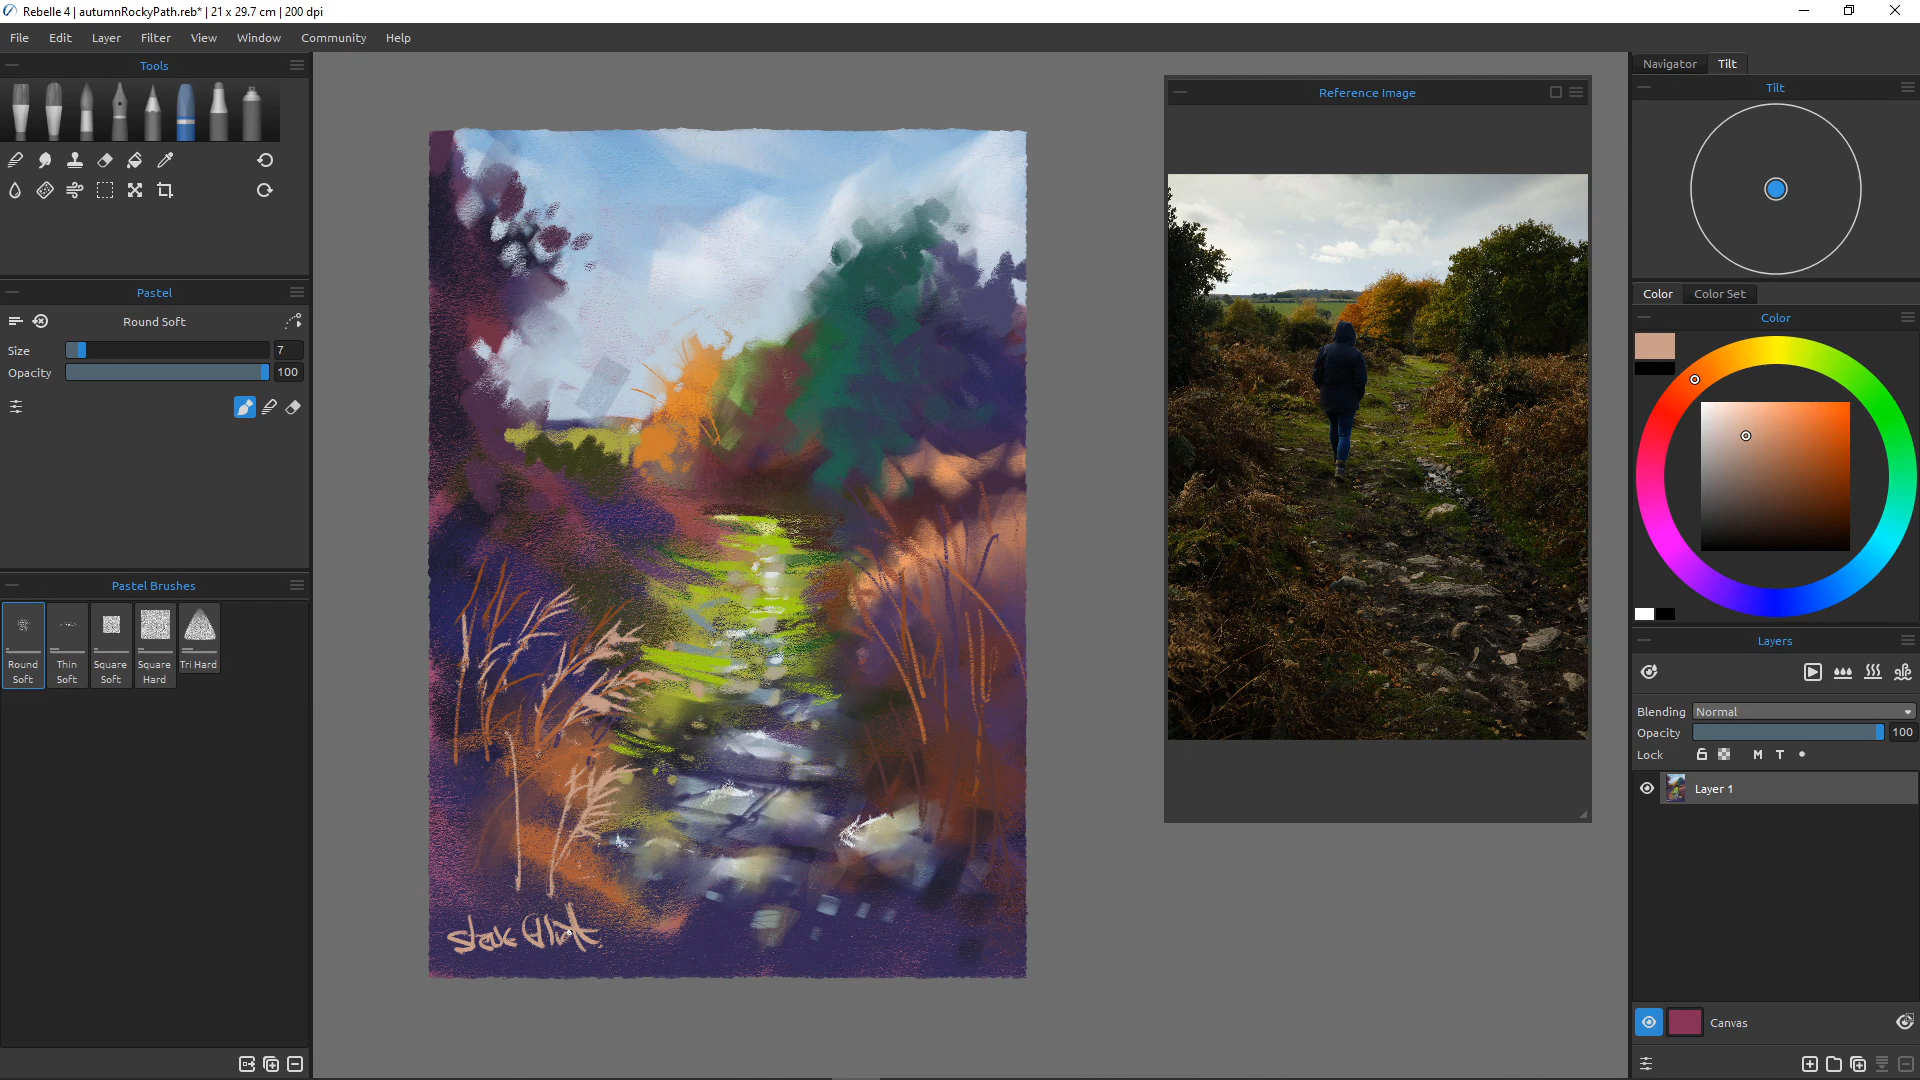 Rebelle 4 | autumnRockyPath.reb* | 21 x 29.7 cm | 200 dpi
File Edit Layer Filter View Window Community Help
Tools
Pastel
Round Soft
Size 7
Opacity 100
Pastel Brushes
Round Soft
Thin Soft
Square Soft
Square Hard
Tri Hard
Reference Image
Navigator Tilt
Tilt
Color Color Set
Color
Layers
Blending Normal
Opacity 100
Lock M T
Layer 1
Canvas